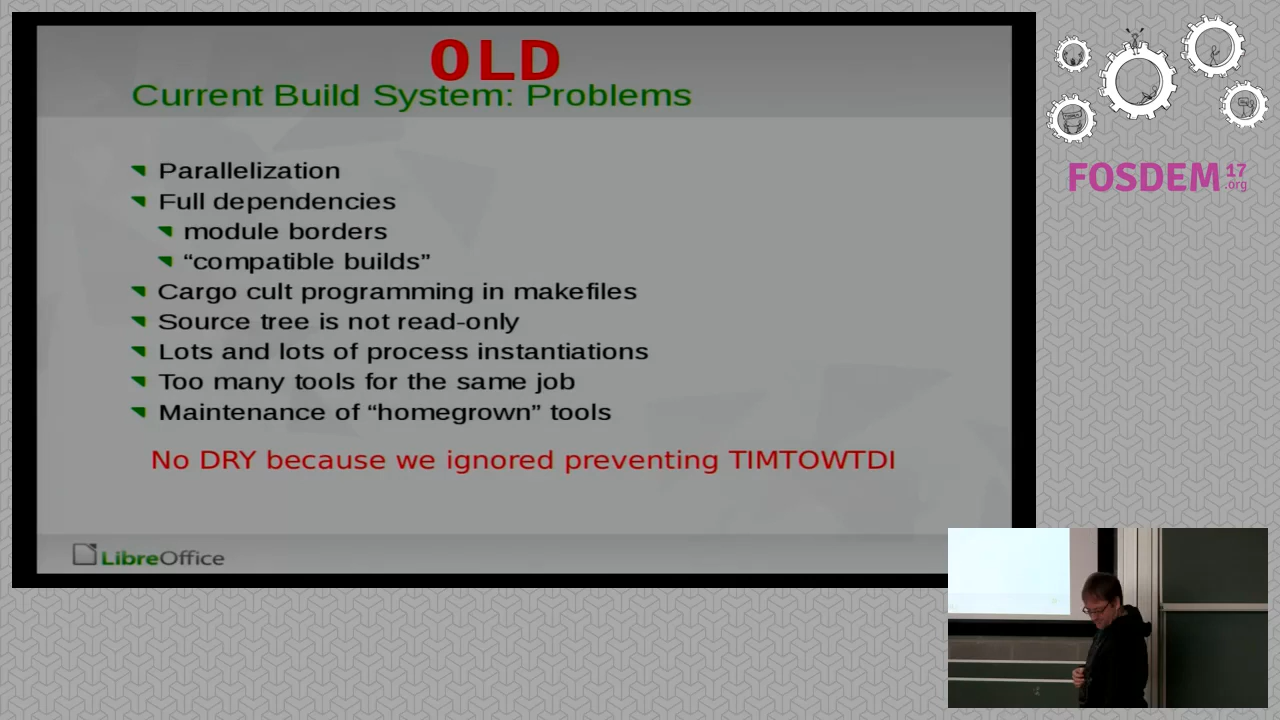 OLD
Current Build System: Problems
Parallelization
Full dependencies
module borders
“compatible builds”
Cargo cult programming in makefiles
Source tree is not read-only
Lots and lots of process instantiations
Too many tools for the same job
Maintenance of “homegrown” tools
No DRY because we ignored preventing TIMTOWTDI
LibreOffice
FOSDEM 17
.org